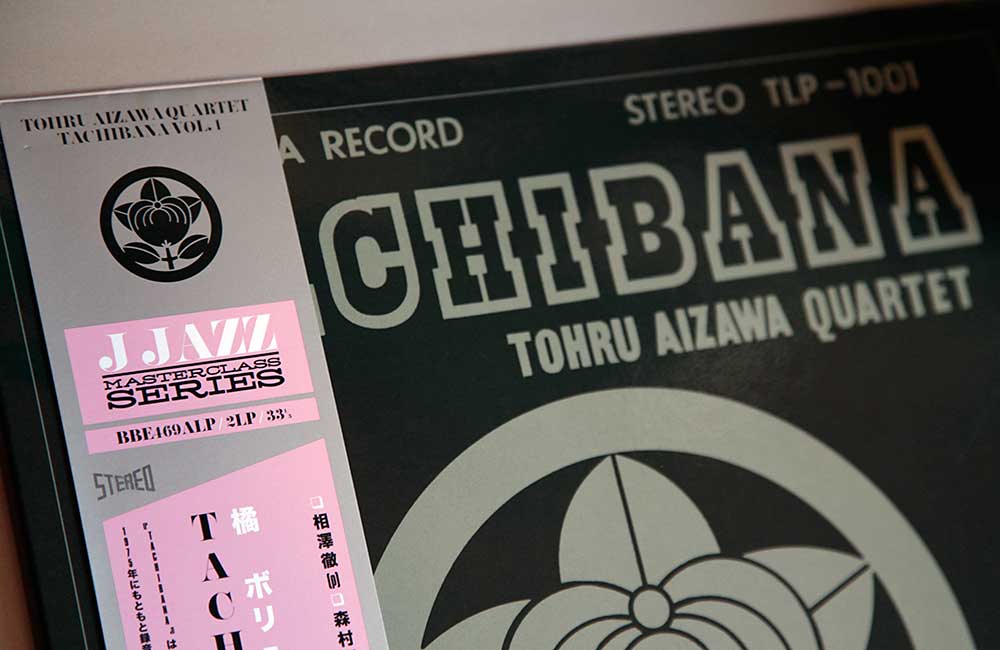 TOHRU AIZAWA QUARTET
TACHIBANA VOL. 1
J JAZZ
MASTERCLASS
SERIES
BBE469ALP / 2LP / 33⅓
STEREO
橘 ボリ
TACH
『TACHIBANA』は
1975年にもともと録音
□相澤徹(p)□森村
A RECORD
STEREO TLP-1001
CHIBANA
TOHRU AIZAWA QUARTET